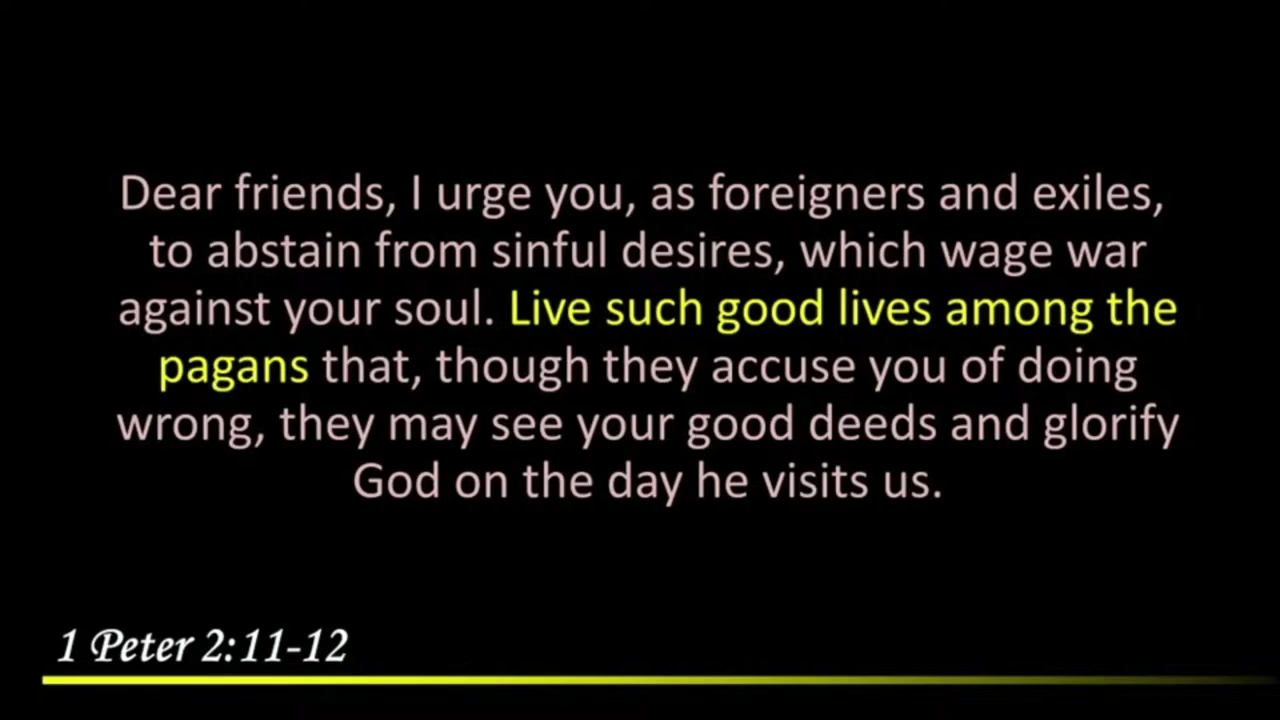 Dear friends, I urge you, as foreigners and exiles,
to abstain from sinful desires, which wage war
against your soul. Live such good lives among the
pagans that, though they accuse you of doing
wrong, they may see your good deeds and glorify
God on the day he visits us.
1 Peter 2:11-12